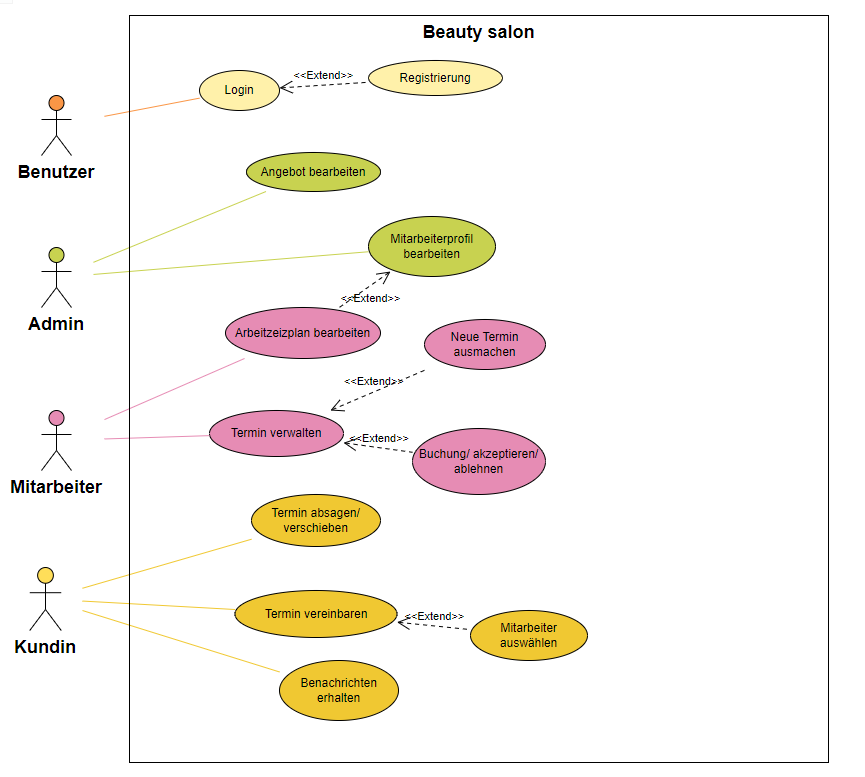 Beauty salon
<<Extend>>
Registrierung
Login
Benutzer
Angebot bearbeiten
Mitarbeiterprofil
bearbeiten
<<Extend>>
Admin
Arbeitzeizplan bearbeiten
Neue Termin
ausmachen
<<Extend>>
Termin verwalten
<<Extend>>
Buchung/ akzeptieren/
ablehnen
Mitarbeiter
Termin absagen/
verschieben
Termin vereinbaren
<<Extend>>
Mitarbeiter
auswählen
Kundin
Benachrichten
erhalten